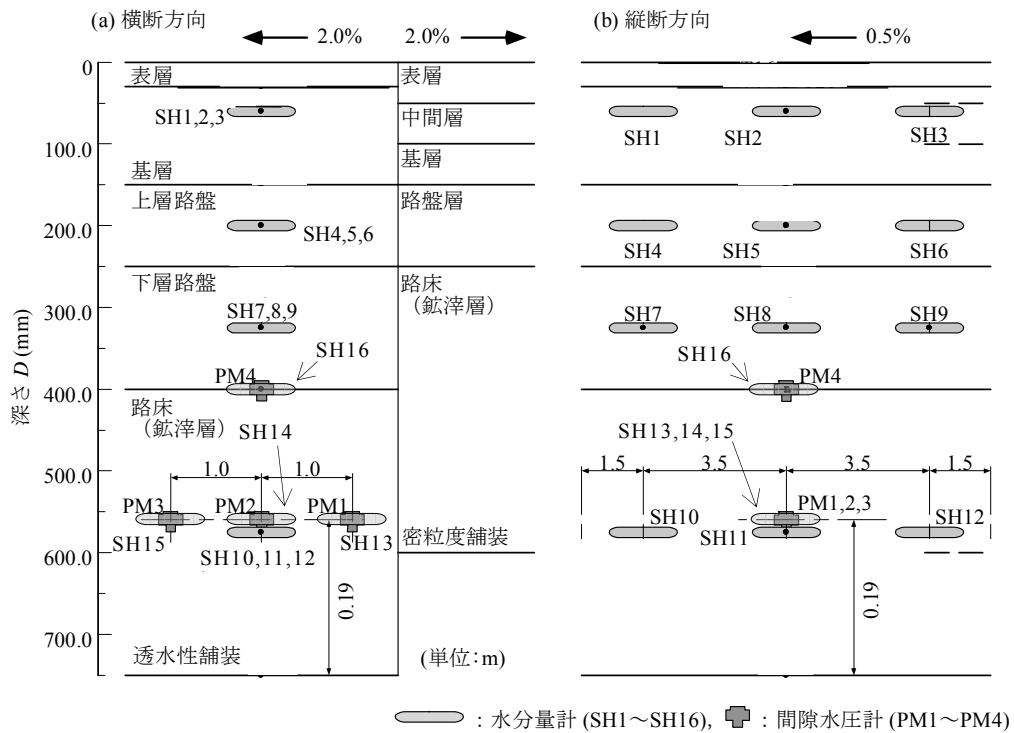 (a) 横断方向
(b) 縦断方向
2.0%
2.0%
0.5%
深さ D (mm)
0
100.0
200.0
300.0
400.0
500.0
600.0
700.0
表層
表層
SH1,2,3
中間層
基層
基層
上層路盤
路盤層
SH4,5,6
下層路盤
路床
(鉱滓層)
SH7,8,9
SH16
PM4
路床
(鉱滓層)
SH14
1.0
1.0
PM3
PM2
PM1
SH15
SH13
SH10,11,12
密粒度舗装
0.19
透水性舗装
(単位:m)
SH1
SH2
SH3
SH4
SH5
SH6
SH7
SH8
SH9
SH16
PM4
SH13,14,15
1.5
3.5
3.5
1.5
PM1,2,3
SH10
SH11
SH12
0.19
: 水分量計 (SH1～SH16), : 間隙水圧計 (PM1～PM4)